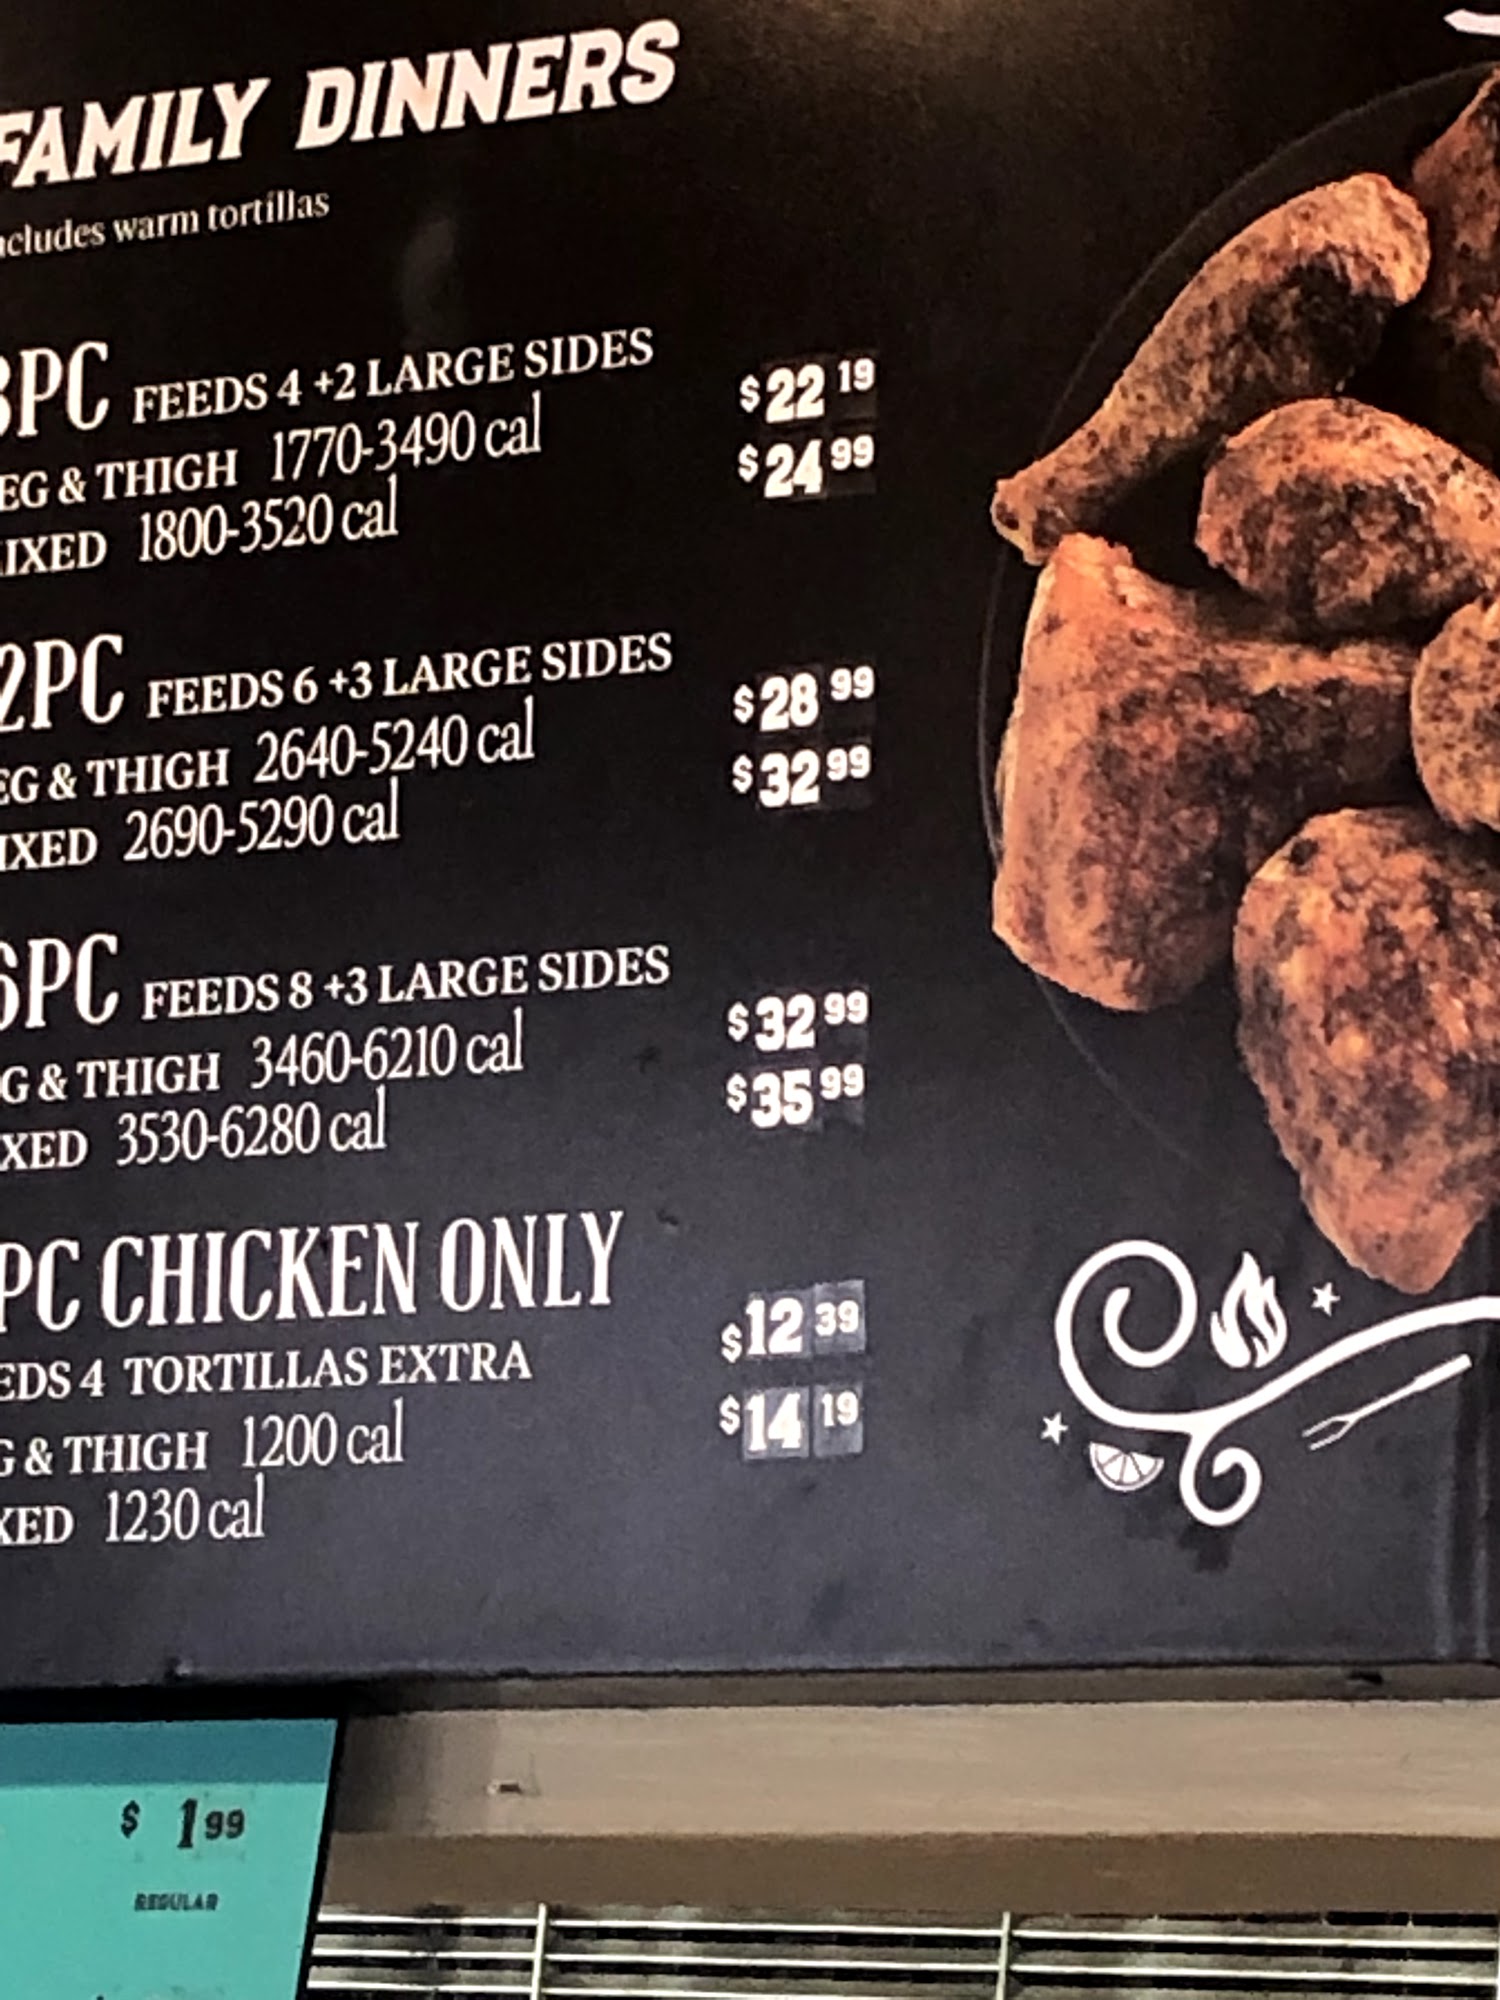 FAMILY DINNERS
ncludes warm tortillas
8PC FEEDS 4 +2 LARGE SIDES $22 19
EG & THIGH 1770-3490 cal $24 99
IXED 1800-3520 cal
2PC FEEDS 6 +3 LARGE SIDES $28 99
EG & THIGH 2640-5240 cal $32 99
IXED 2690-5290 cal
6PC FEEDS 8 +3 LARGE SIDES $32 99
G & THIGH 3460-6210 cal $35 99
XED 3530-6280 cal
PC CHICKEN ONLY $12 39
EDS 4 TORTILLAS EXTRA
G & THIGH 1200 cal $14 19
XED 1230 cal
$ 1 99
REGULAR